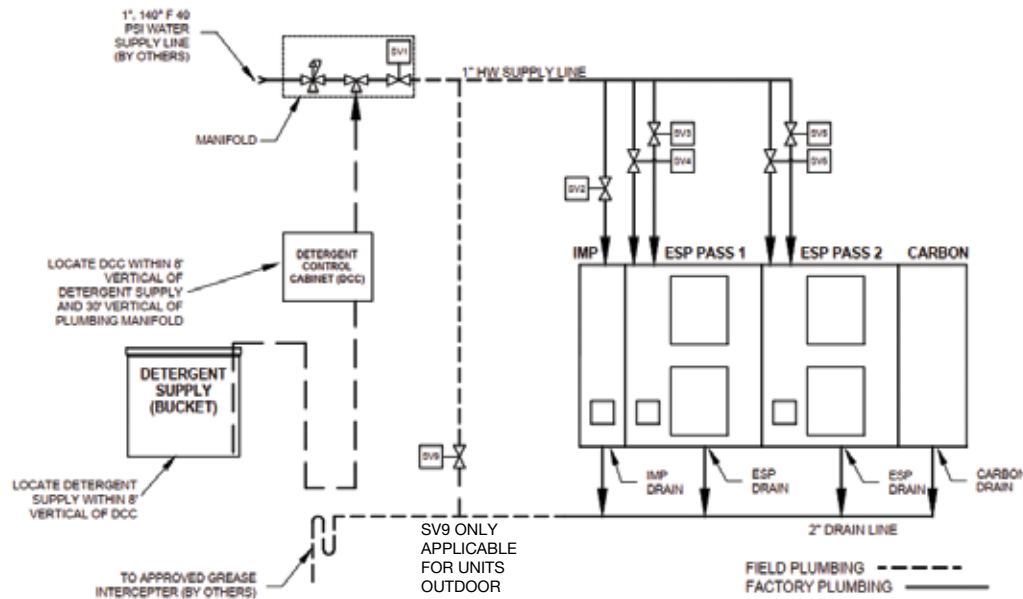 1", 140° F 40
PSI WATER
SUPPLY LINE
(BY OTHERS)
SV1
1" HW SUPPLY LINE
MANIFOLD
SV3
SV5
SV4
SV6
SV2
IMP
ESP PASS 1
ESP PASS 2
CARBON
DETERGENT
CONTROL
CABINET (DCC)
LOCATE DCC WITHIN 8'
VERTICAL OF
DETERGENT SUPPLY
AND 30' VERTICAL OF
PLUMBING MANIFOLD
DETERGENT
SUPPLY
(BUCKET)
SV9
LOCATE DETERGENT
SUPPLY WITHIN 8'
VERTICAL OF DCC
IMP
DRAIN
ESP
DRAIN
ESP
DRAIN
CARBON
DRAIN
SV9 ONLY
APPLICABLE
FOR UNITS
OUTDOOR
2" DRAIN LINE
TO APPROVED GREASE
INTERCEPTER (BY OTHERS)
FIELD PLUMBING
FACTORY PLUMBING